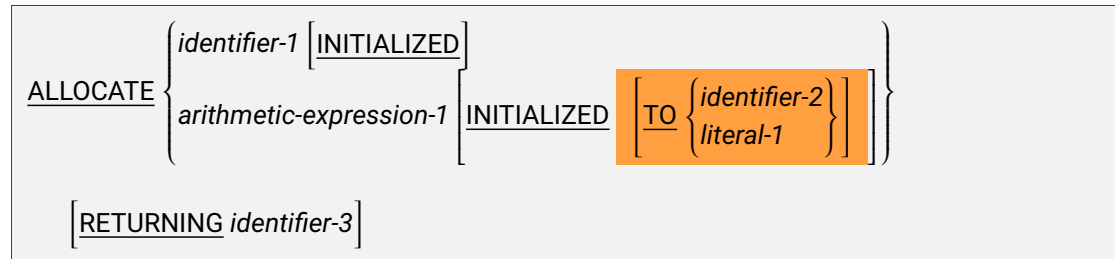 identifier-1 [INITIALIZED]
ALLOCATE
arithmetic-expression-1 [INITIALIZED [TO {identifier-2
literal-1}]]
[RETURNING identifier-3]